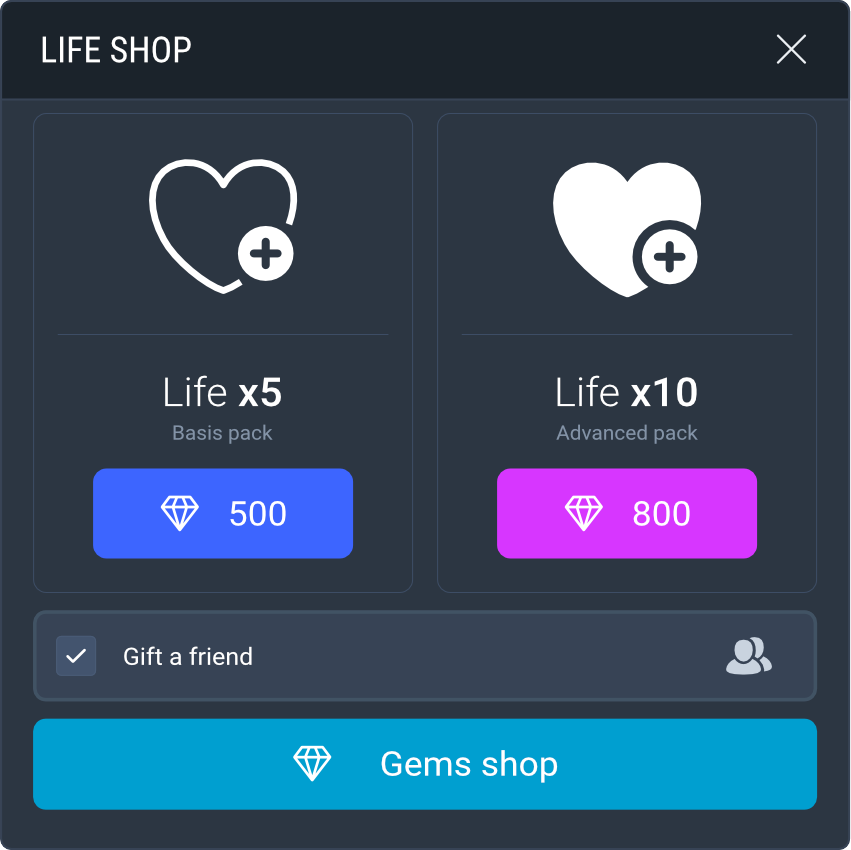 LIFE SHOP
Life x5
Basis pack
500
Life x10
Advanced pack
800
Gift a friend
Gems shop